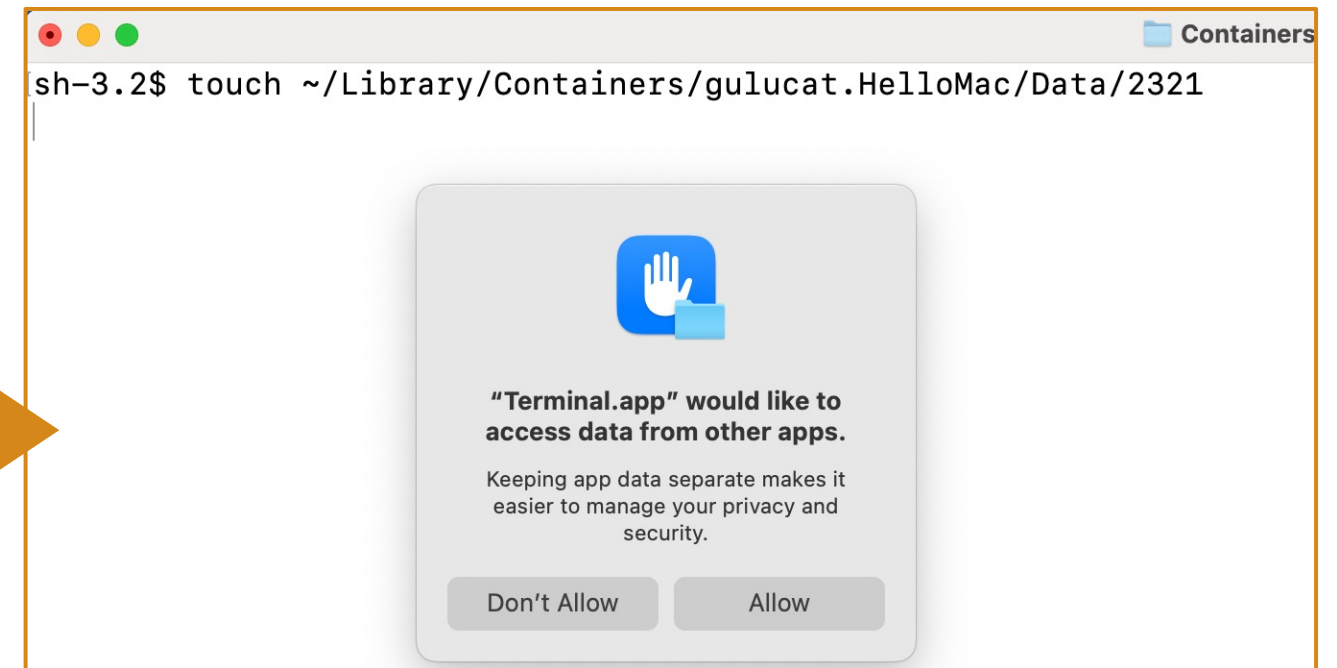 Containers
sh-3.2$ touch ~/Library/Containers/gulucat.HelloMac/Data/2321
“Terminal.app” would like to
access data from other apps.
Keeping app data separate makes it
easier to manage your privacy and
security.
Don't Allow
Allow